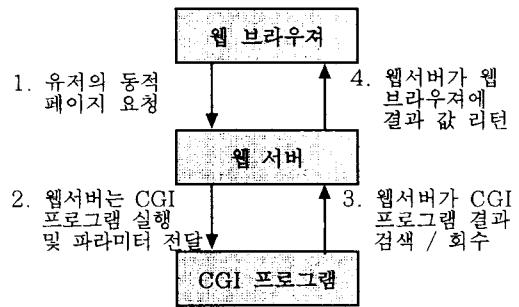 웹 브라우져
1. 유저의 동적
페이지 요청
4. 웹서버가 웹
브라우져에
결과 값 리턴
웹 서버
2. 웹서버는 CGI
프로그램 실행
및 파라미터 전달
3. 웹서버가 CGI
프로그램 결과
검색 / 회수
CGI 프로그램